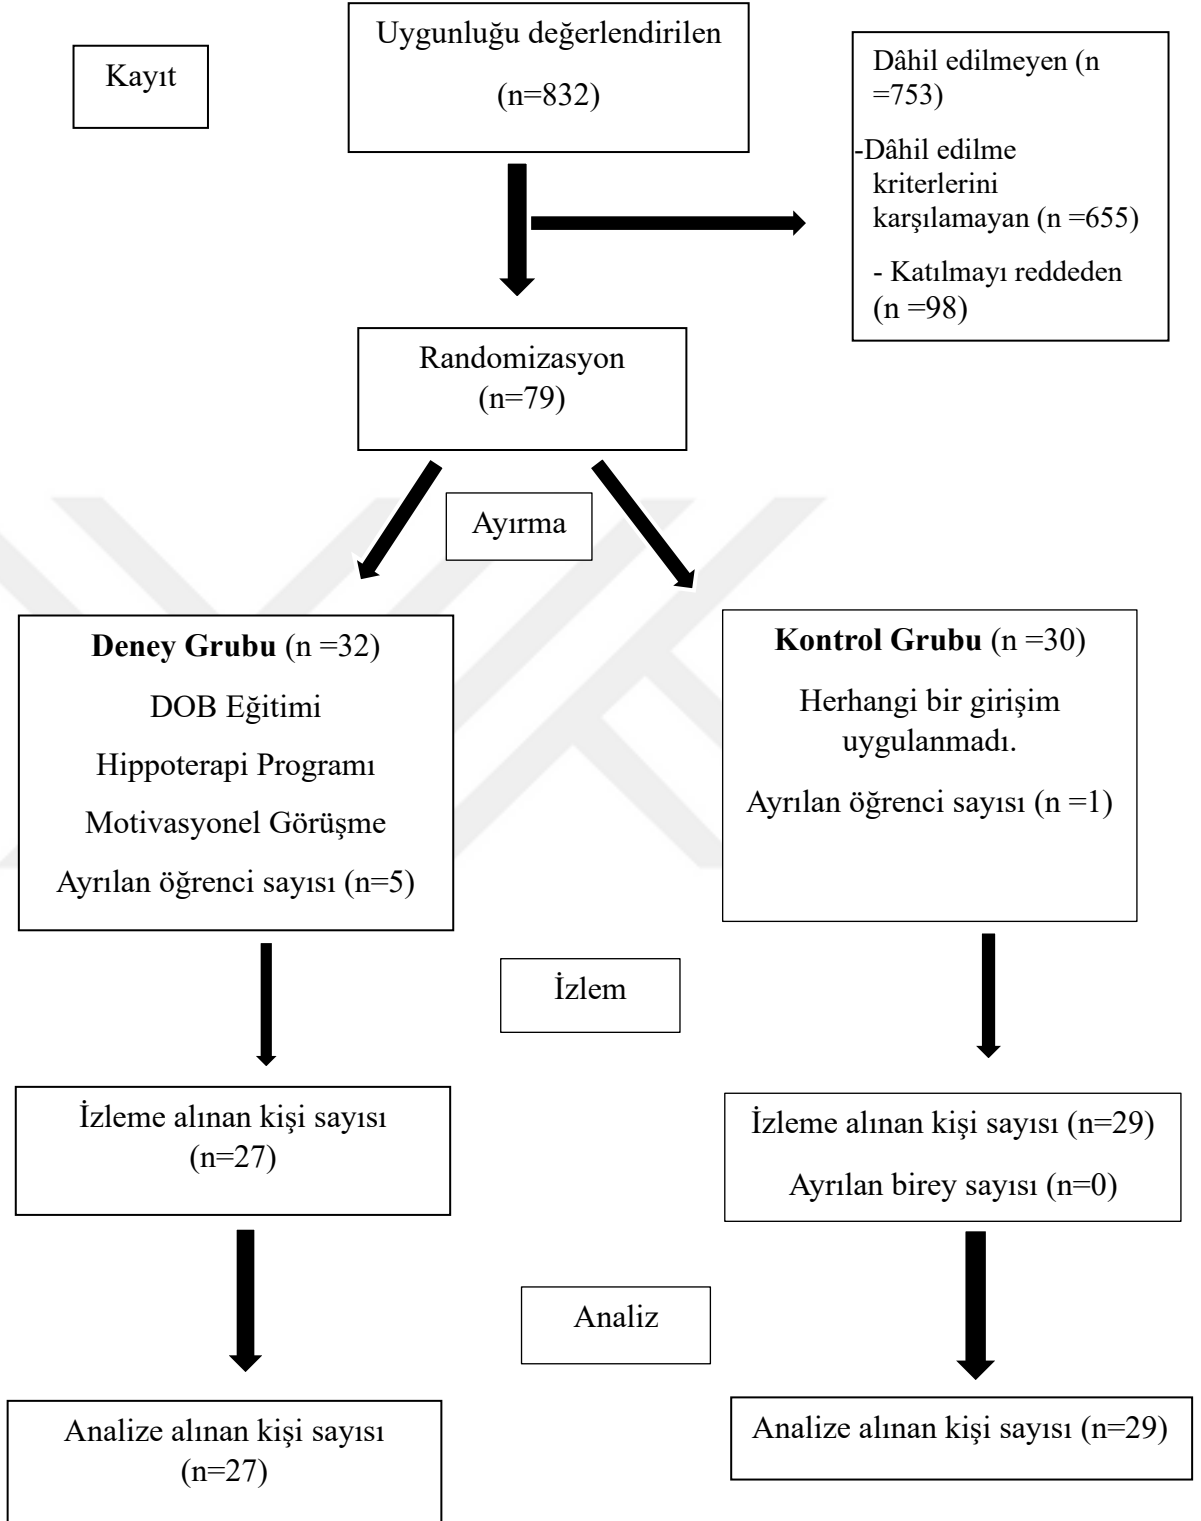 Kayıt
Uygunluğu değerlendirilen
(n=832)
Dâhil edilmeyen (n
=753)
-Dâhil edilme
kriterlerini
karşılamayan (n =655)
- Katılmayı reddeden
(n =98)
Randomizasyon
(n=79)
Ayırma
Deney Grubu (n =32)
DOB Eğitimi
Hippoterapi Programı
Motivasyonel Görüşme
Ayrılan öğrenci sayısı (n=5)
Kontrol Grubu (n =30)
Herhangi bir girişim
uygulanmadı.
Ayrılan öğrenci sayısı (n =1)
İzlem
İzleme alınan kişi sayısı
(n=27)
İzleme alınan kişi sayısı (n=29)
Ayrılan birey sayısı (n=0)
Analiz
Analize alınan kişi sayısı
(n=27)
Analize alınan kişi sayısı (n=29)